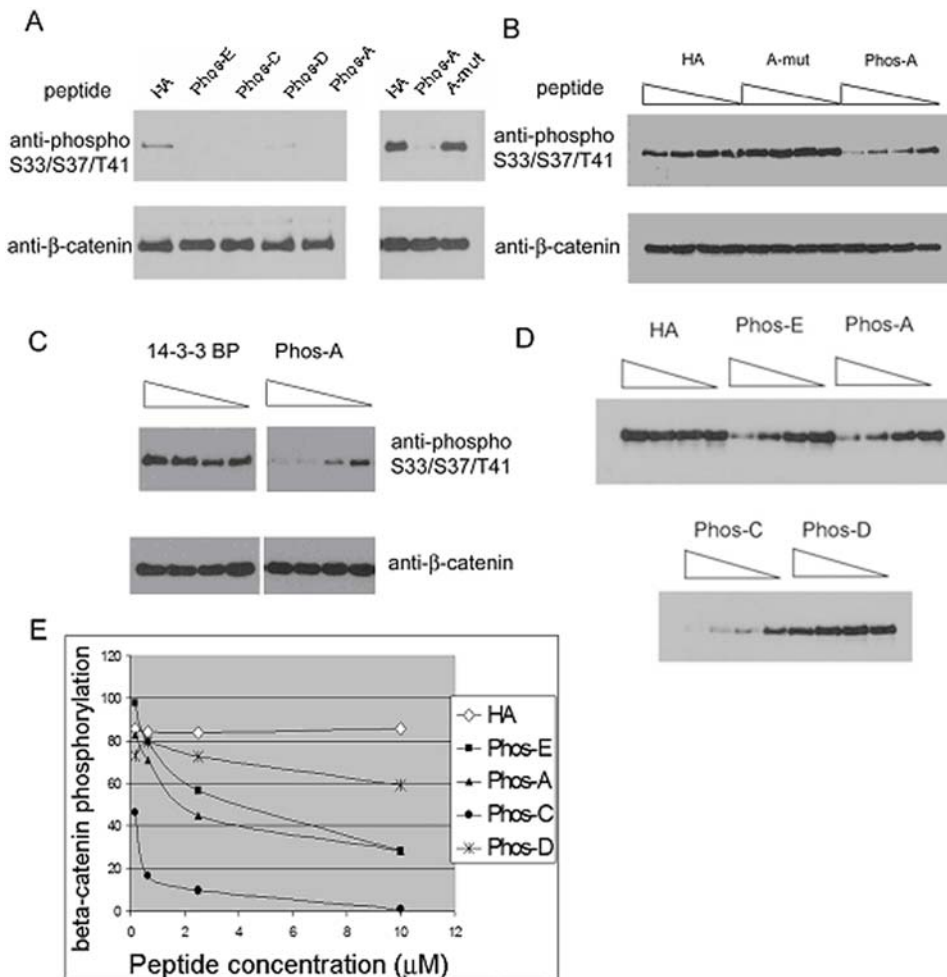 A
peptide
HA Phos-E Phos-C Phos-D Phos-A
HA Phos-A A-mut
anti-phospho
S33/S37/T41
anti-β-catenin
B
HA A-mut Phos-A
peptide
anti-phospho
S33/S37/T41
anti-β-catenin
C
14-3-3 BP Phos-A
anti-phospho
S33/S37/T41
anti-β-catenin
D
HA Phos-E Phos-A
Phos-C Phos-D
E
beta-catenin phosphorylation
120
100
80
60
40
20
0
0 2 4 6 8 10 12
Peptide concentration (μM)
HA
Phos-E
Phos-A
Phos-C
Phos-D